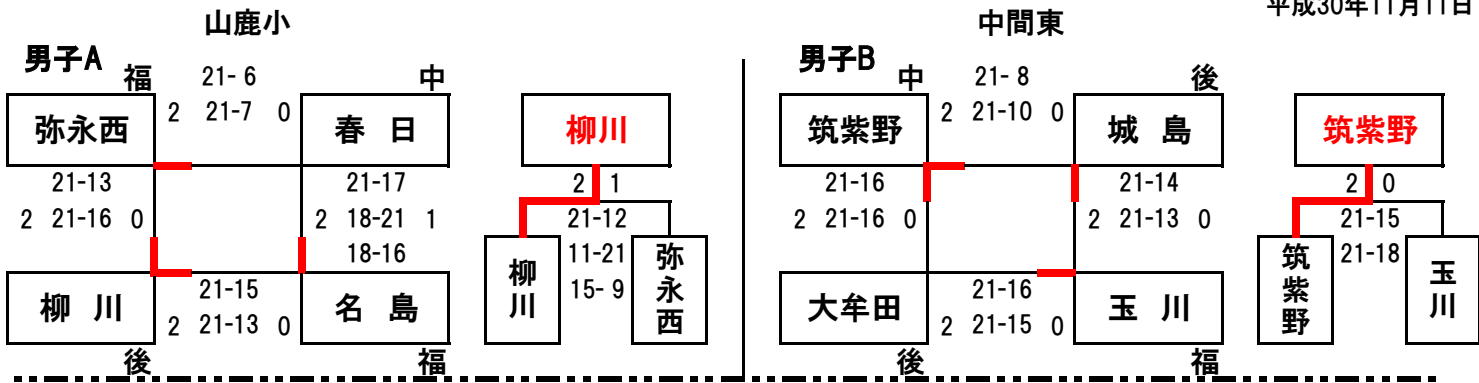 平成30年11月11日
山鹿小
男子A
福
21- 6
中
弥永西
2 21-7 0
春 日
柳川
21-13
2 21-16 0
21-17
2 18-21 1
18-16
2 1
21-12
11-21
15- 9
柳川
弥永西
柳 川
21-15
2 21-13 0
名 島
後
福
中間東
男子B
中
21- 8
後
筑紫野
2 21-10 0
城 島
筑紫野
21-16
2 21-16 0
21-14
2 21-13 0
2 0
21-15
21-18
筑紫野
玉川
大牟田
21-16
2 21-15 0
玉 川
後
福